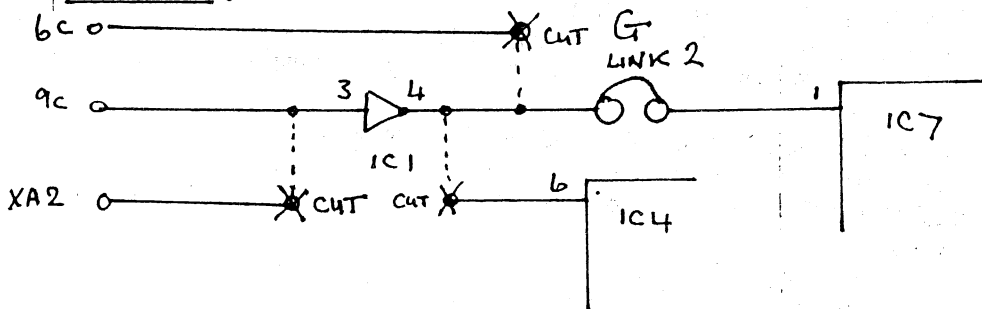 6C CUT G
LINK 2
9C 3 4 1 IC7
IC1
XA2 CUT CUT 6 IC4